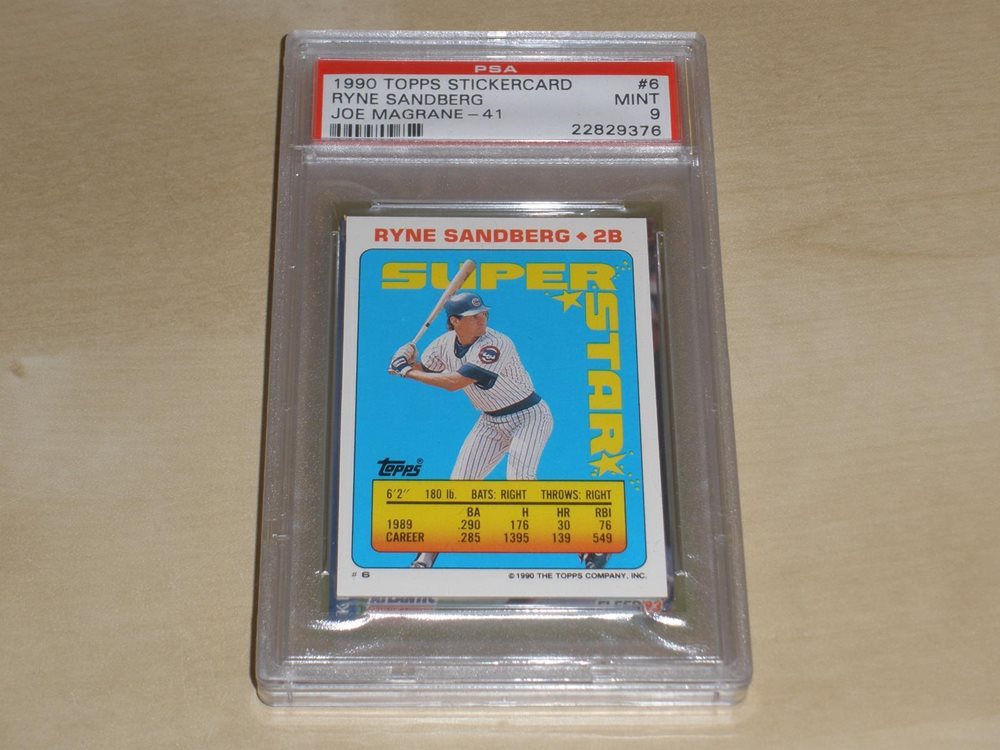 PSA
1990 TOPPS STICKERCARD #6
RYNE SANDBERG MINT
JOE MAGRANE-41 9
22829376
RYNE SANDBERG ◆ 2B
SUPER
STAR
C
topps®
6'2" 180 lb. BATS: RIGHT THROWS: RIGHT
BA H HR RBI
1989 .290 176 30 76
CAREER .285 1395 139 549
# 6 © 1990 THE TOPPS COMPANY, INC.